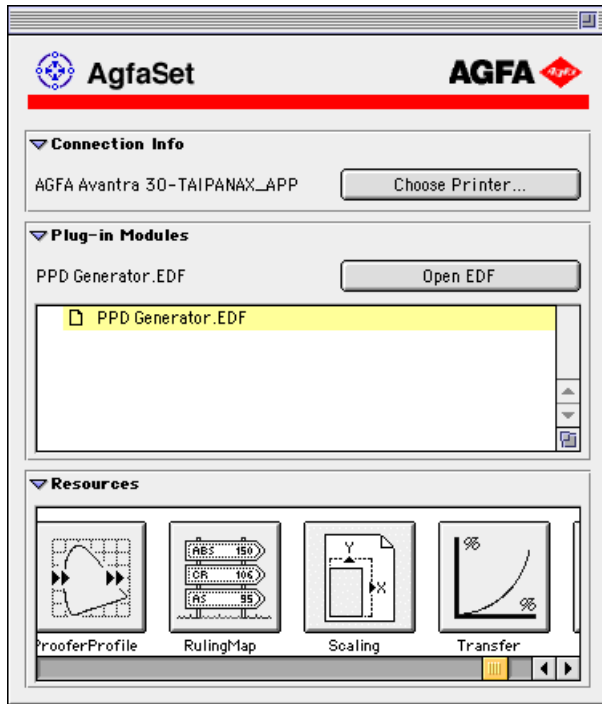 AgfaSet
AGFA
Connection Info
AGFA Avantra 30-TAIPANAX_APP
Choose Printer...
Plug-in Modules
PPD Generator.EDF
Open EDF
PPD Generator.EDF
Resources
ABS 150
CR 106
AS 95
Y
X
%
%
ProoferProfile
RulingMap
Scaling
Transfer